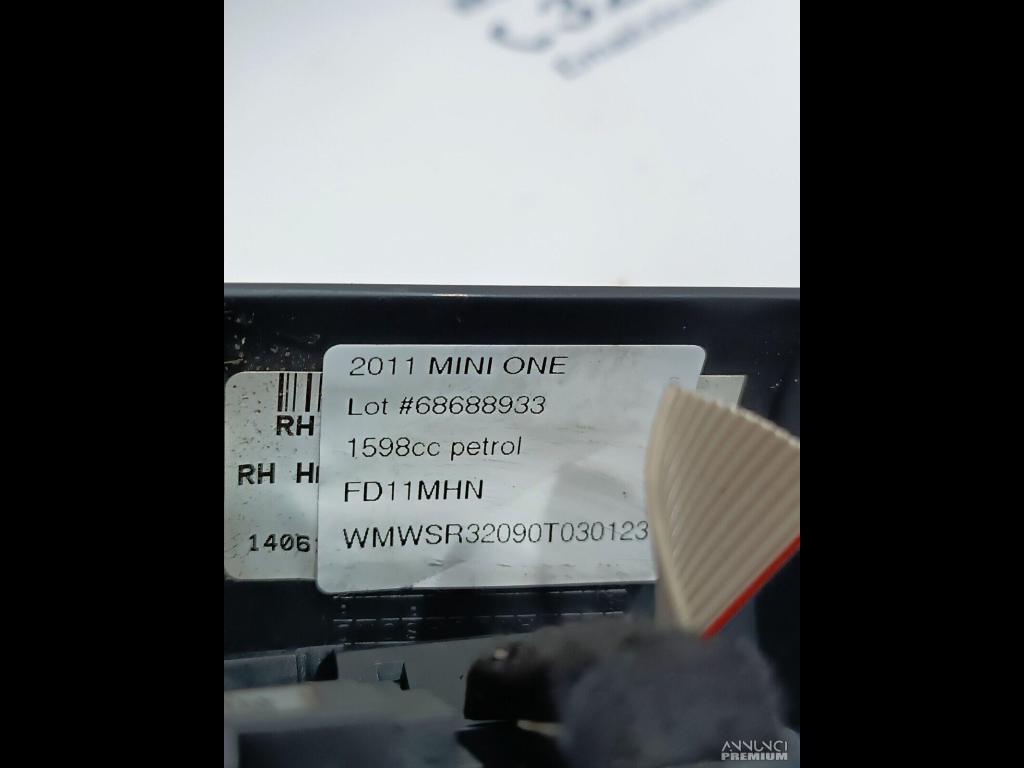 2011 MINI ONE
Lot #68688933
1598cc petrol
FD11MHN
WMWSR32090T030123
RH
RH
1406
ANNUNCI
PREMIUM